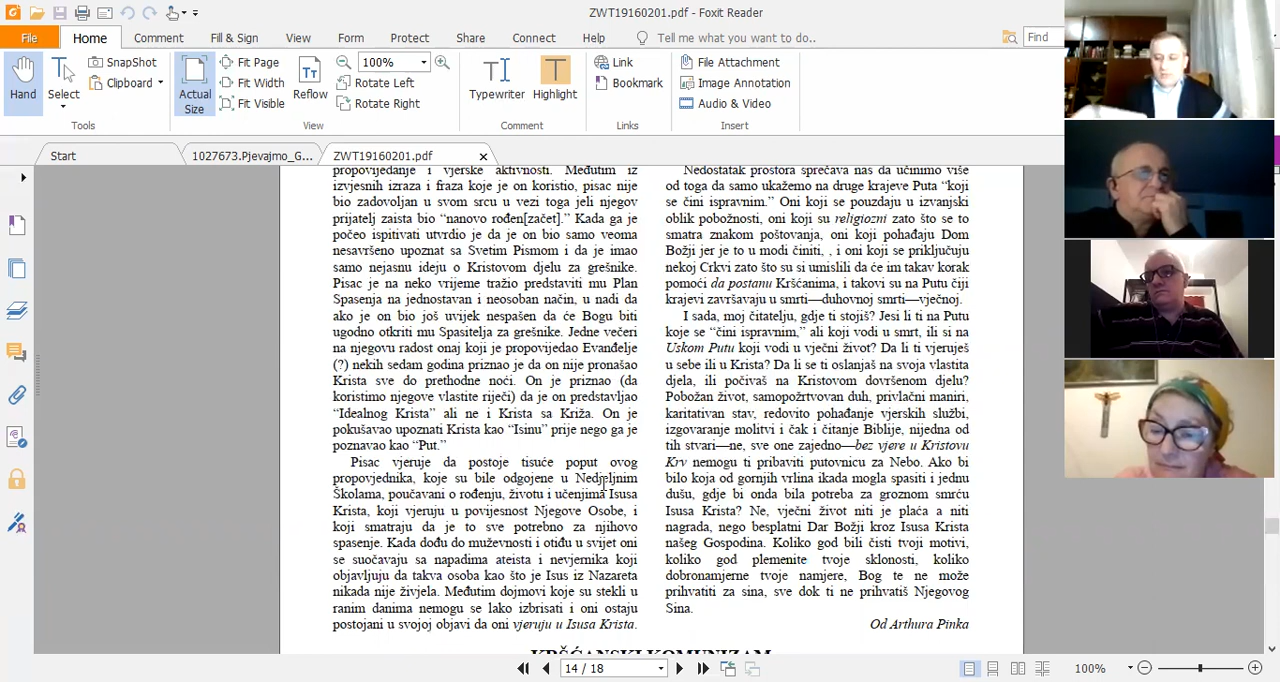 ZWT19160201.pdf - Foxit Reader
File
Home
Comment
Fill & Sign
View
Form
Protect
Share
Connect
Help
Tell me what you want to do..
Find
Hand
Select
SnapShot
Clipboard
Actual
Size
Fit Page
Fit Width
Fit Visible
Reflow
100%
Rotate Left
Rotate Right
Typewriter
Highlight
Link
Bookmark
File Attachment
Image Annotation
Audio & Video
Tools
View
Comment
Links
Insert
Start
1027673.Pjevajmo_G...
ZWT19160201.pdf
propovijedanje i vjerske aktivnosti. Međutim iz
izvjesnih izraza i fraza koje je on koristio, pisac nije
bio zadovoljan u svom srcu u vezi toga jeli njegov
prijatelj zaista bio “nanovo rođen[začet].” Kada ga je
počeo ispitivati utvrdio je da je on bio samo veoma
nesavršeno upoznat sa Svetim Pismom i da je imao
samo nejasnu ideju o Kristovom djelu za grešnike.
Pisac je na neko vrijeme tražio predstaviti mu Plan
Spasenja na jednostavan i neosoban način, u nadi da
ako je on bio još uvijek nespašen da će Bogu biti
ugodno otkriti mu Spasitelja za grešnike. Jedne večeri
na njegovu radost onaj koji je propovijedao Evanđelje
(?) nekih sedam godina priznao je da on nije pronašao
Krista sve do prethodne noći. On je priznao (da
koristimo njegove vlastite riječi) da je on predstavljao
“Idealnog Krista” ali ne i Krista sa Križa. On je
pokušavao upoznati Krista kao “Isinu” prije nego ga je
poznavao kao “Put.”
Pisac vjeruje da postoje tisuće poput ovog
propovjednika, koje su bile odgojene u Nedjeljnim
Školama, poučavani o rođenju, životu i učenjima Isusa
Krista, koji vjeruju u povijesnost Njegove Osobe, i
koji smatraju da je to sve potrebno za njihovo
spasenje. Kada dođu do muževnosti i otiđu u svijet oni
se suočavaju sa napadima ateista i nevjernika koji
objavljuju da takva osoba kao što je Isus iz Nazareta
nikada nije živjela. Međutim dojmovi koje su stekli u
ranim danima nemogu se lako izbrisati i oni ostaju
postojani u svojoj objavi da oni vjeruju u Isusa Krista.
Nedostatak prostora sprečava nas da učinimo više
od toga da samo ukažemo na druge krajeve Puta “koji
se čini ispravnim.” Oni koji se pouzdaju u izvanjski
oblik pobožnosti, oni koji su religiozni zato što se to
smatra znakom poštovanja, oni koji pohađaju Dom
Božji jer je to u modi činiti, , i oni koji se priključuju
nekoj Crkvi zato što su si umislili da će im takav korak
pomoći da postanu Kršćanima, i takovi su na Putu čiji
krajevi završavaju u smrti—duhovnoj smrti—vječnoj.
I sada, moj čitatelju, gdje ti stojiš? Jesi li ti na Putu
koje se “čini ispravnim,” ali koji vodi u smrt, ili si na
Uskom Putu koji vodi u vječni život? Da li ti vjeruješ
u sebe ili u Krista? Da li se ti oslanjaš na svoja vlastita
djela, ili počivaš na Kristovom dovršenom djelu?
Pobožan život, samopožrtvovan duh, privlačni maniri,
karitativan stav, redovito pohađanje vjerskih službi,
izgovaranje molitvi i čak i čitanje Biblije, nijedna od
tih stvari—ne, sve one zajedno—bez vjere u Kristovu
Krv nemogu ti pribaviti putovnicu za Nebo. Ako bi
bilo koja od gornjih vrlina ikada mogla spasiti i jednu
dušu, gdje bi onda bila potreba za groznom smrću
Isusa Krista? Ne, vječni život niti je plaća a niti
nagrada, nego besplatni Dar Božji kroz Isusa Krista
našeg Gospodina. Koliko god bili čisti tvoji motivi,
koliko god plemenite tvoje sklonosti, koliko
dobronamjerne tvoje namjere, Bog te ne može
prihvatiti za sina, sve dok ti ne prihvatiš Njegovog
Sina.
Od Arthura Pinka
KRŠĆANSKI KOMUNIZAM
14 / 18
100%